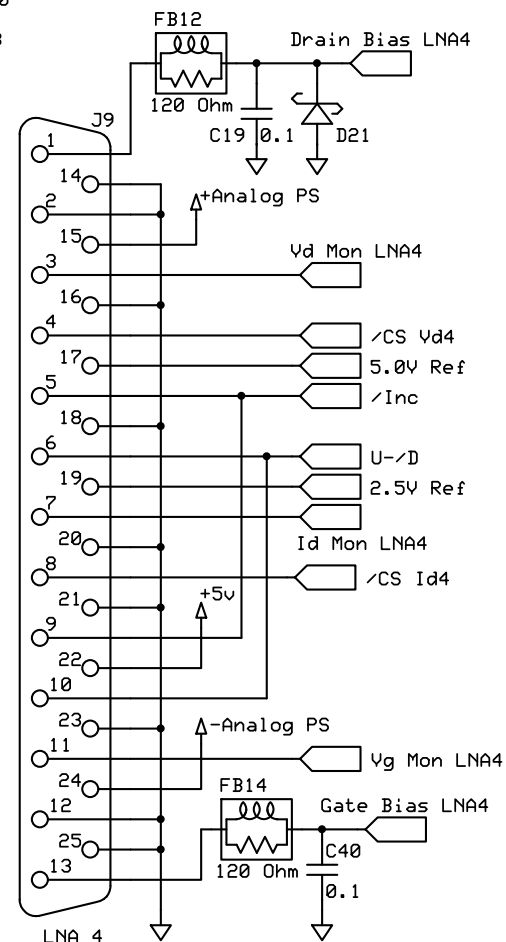 FB12
Drain Bias LNA4
120 Ohm
C19 0.1 D21
J9
1
14
+Analog PS
2
15
Vd Mon LNA4
3
16
4 /CS Vd4
17 5.0V Ref
5 /Inc
18
6 U-/D
19 2.5V Ref
7
20 Id Mon LNA4
8 /CS Id4
21 +5v
9
22
10
23 -Analog PS
11 Vg Mon LNA4
24 FB14
12 Gate Bias LNA4
25 C40
13 120 Ohm
0.1
LNA 4